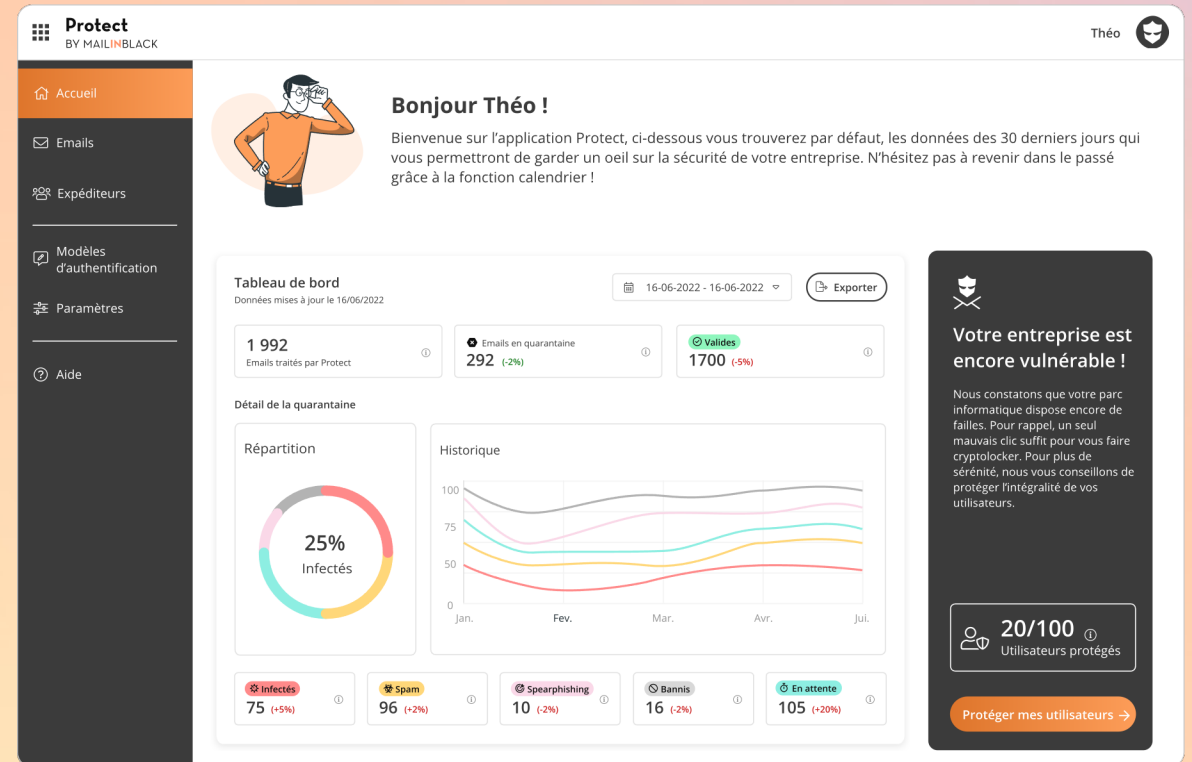 Protect
BY MAILINBLACK
Théo
Accueil
Emails
Expéditeurs
Modèles
d'authentification
Paramètres
Aide
Bonjour Théo !
Bienvenue sur l'application Protect, ci-dessous vous trouverez par défaut, les données des 30 derniers jours qui
vous permettront de garder un oeil sur la sécurité de votre entreprise. N'hésitez pas à revenir dans le passé
grâce à la fonction calendrier !
Tableau de bord
Données mises à jour le 16/06/2022
16-06-2022 - 16-06-2022
Exporter
1 992
Emails traités par Protect
Emails en quarantaine
292 (-2%)
Valides
1700 (-5%)
Détail de la quarantaine
Répartition
25%
Infectés
Historique
100
75
50
0
Jan. Fev. Mar. Avr. Jui.
Infectés
75 (+5%)
Spam
96 (+2%)
Spearphishing
10 (-2%)
Bannis
16 (-2%)
En attente
105 (+20%)
Votre entreprise est
encore vulnérable !
Nous constatons que votre parc
informatique dispose encore de
failles. Pour rappel, un seul
mauvais clic suffit pour vous faire
cryptolocker. Pour plus de
sérénité, nous vous conseillons de
protéger l'intégralité de vos
utilisateurs.
20/100
Utilisateurs protégés
Protéger mes utilisateurs →